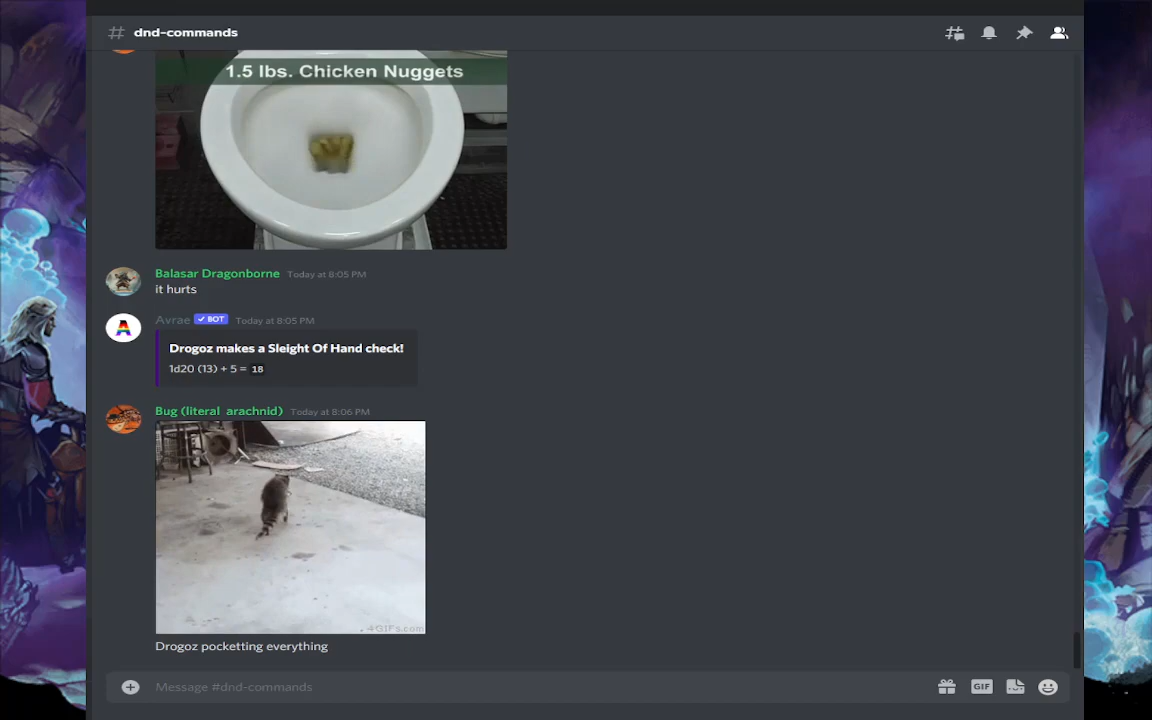 dnd-commands
1.5 lbs. Chicken Nuggets
Balasar Dragonborne Today at 8:05 PM
it hurts
A
Avrae BOT Today at 8:05 PM
Drogoz makes a Sleight Of Hand check!
1d20 (13) + 5 = 18
Bug (literal arachnid) Today at 8:06 PM
4GIFs.com
Drogoz pocketting everything
Message #dnd-commands
GIF